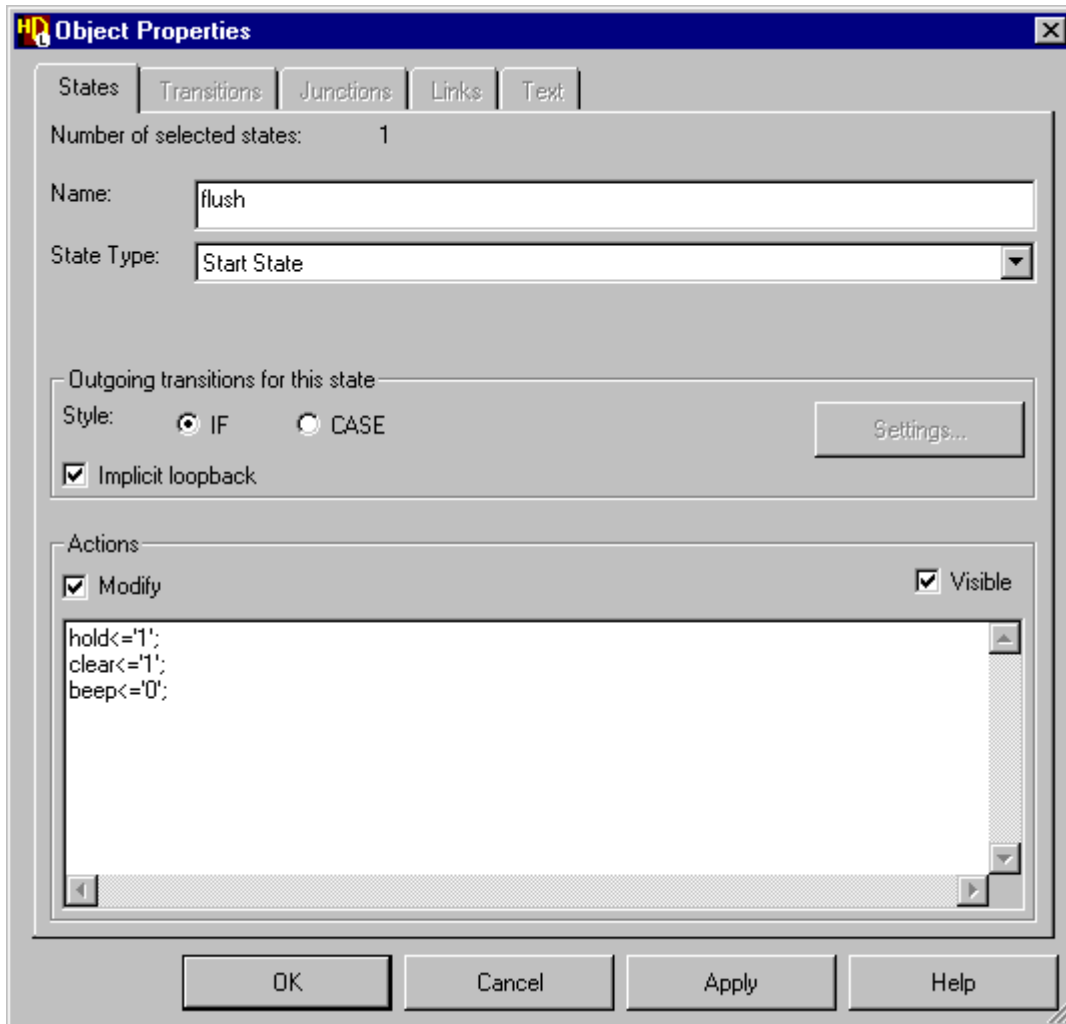 HDL Object Properties
States Transitions Junctions Links Text
Number of selected states: 1
Name: flush
State Type: Start State
Outgoing transitions for this state
Style: IF CASE Settings...
Implicit loopback
Actions
Modify Visible
hold<='1';
clear<='1';
beep<='0';
OK Cancel Apply Help